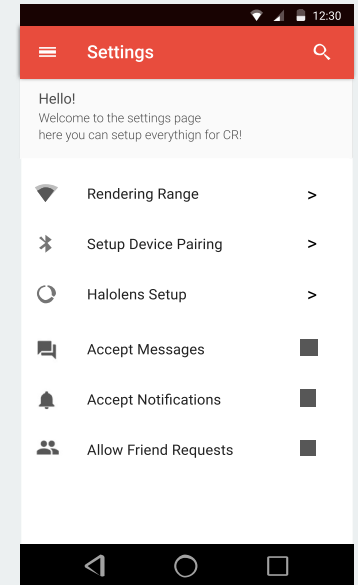 12:30
Settings
Hello!
Welcome to the settings page
here you can setup everythign for CR!
Rendering Range >
Setup Device Pairing >
Halolens Setup >
Accept Messages
Accept Notifications
Allow Friend Requests